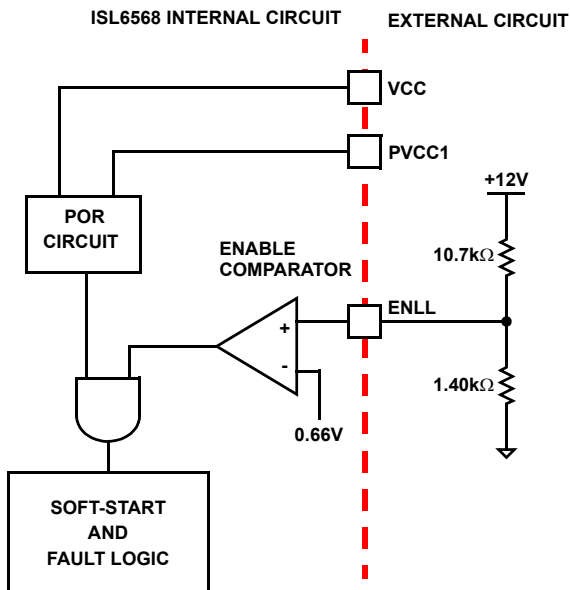 ISL6568 INTERNAL CIRCUIT
EXTERNAL CIRCUIT
VCC
PVCC1
+12V
POR
CIRCUIT
10.7kΩ
ENABLE
COMPARATOR
ENLL
+
-
1.40kΩ
0.66V
SOFT-START
AND
FAULT LOGIC